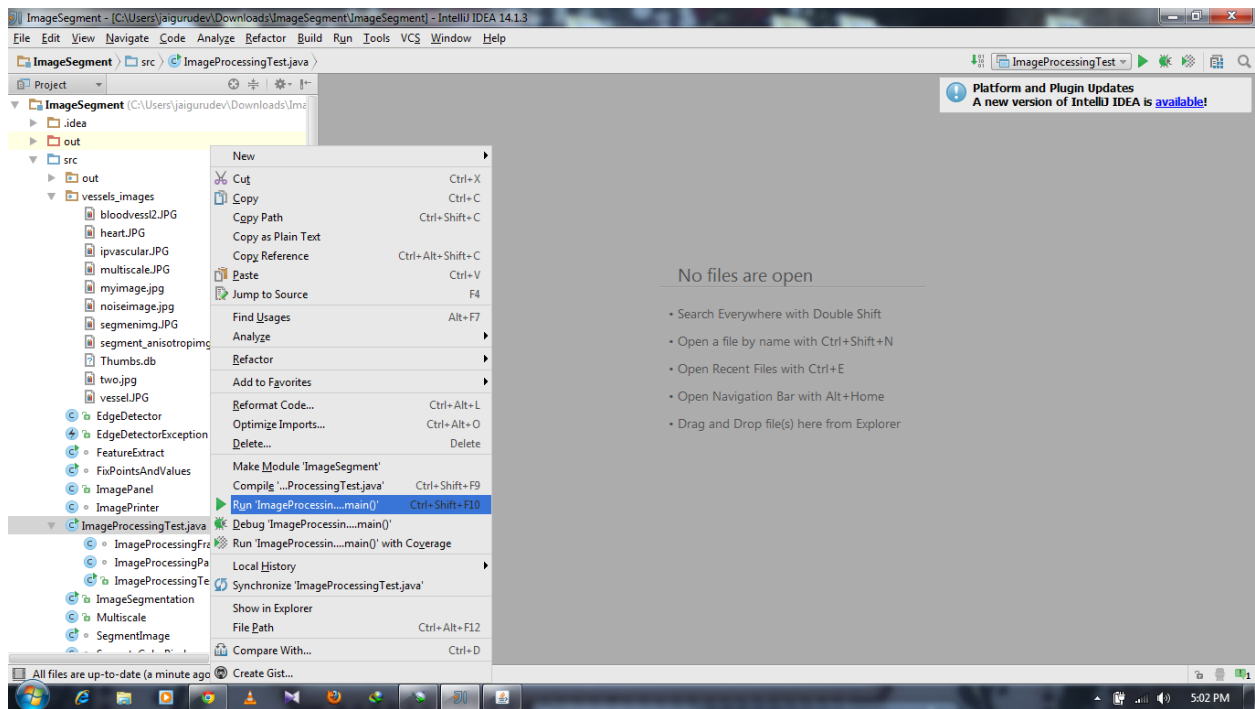 ImageSegment - [C:\Users\jaigurudev\Downloads\ImageSegment\ImageSegment] - IntelliJ IDEA 14.1.3
File Edit View Navigate Code Analyze Refactor Build Run Tools VCS Window Help
ImageSegment src ImageProcessingTest.java
ImageProcessingTest
Project
Platform and Plugin Updates
A new version of IntelliJ IDEA is available!
ImageSegment (C:\Users\jaigurudev\Downloads\Ima
.idea
out
src
out
vessels_images
bloodvessl2.JPG
heart.JPG
ipvascular.JPG
multiscale.JPG
myimage.jpg
noiseimage.jpg
segmenimg.JPG
segment_anisotropimg
Thumbs.db
two.jpg
vessel.JPG
EdgeDetector
EdgeDetectorException
FeatureExtract
FixPointsAndValues
ImagePanel
ImagePrinter
ImageProcessingTest.java
ImageProcessingFra
ImageProcessingPa
ImageProcessingTe
ImageSegmentation
Multiscale
SegmentImage
New
Cut Ctrl+X
Copy Ctrl+C
Copy Path Ctrl+Shift+C
Copy as Plain Text
Copy Reference Ctrl+Alt+Shift+C
Paste Ctrl+V
Jump to Source F4
Find Usages Alt+F7
Analyze
Refactor
Add to Favorites
Reformat Code... Ctrl+Alt+L
Optimize Imports... Ctrl+Alt+O
Delete... Delete
Make Module 'ImageSegment'
Compile '...ProcessingTest.java' Ctrl+Shift+F9
Run 'ImageProcessin....main()' Ctrl+Shift+F10
Debug 'ImageProcessin....main()'
Run 'ImageProcessin....main()' with Coverage
Local History
Synchronize 'ImageProcessingTest.java'
Show in Explorer
File Path Ctrl+Alt+F12
Compare With... Ctrl+D
Create Gist...
No files are open
• Search Everywhere with Double Shift
• Open a file by name with Ctrl+Shift+N
• Open Recent Files with Ctrl+E
• Open Navigation Bar with Alt+Home
• Drag and Drop file(s) here from Explorer
All files are up-to-date (a minute ago
1
5:02 PM